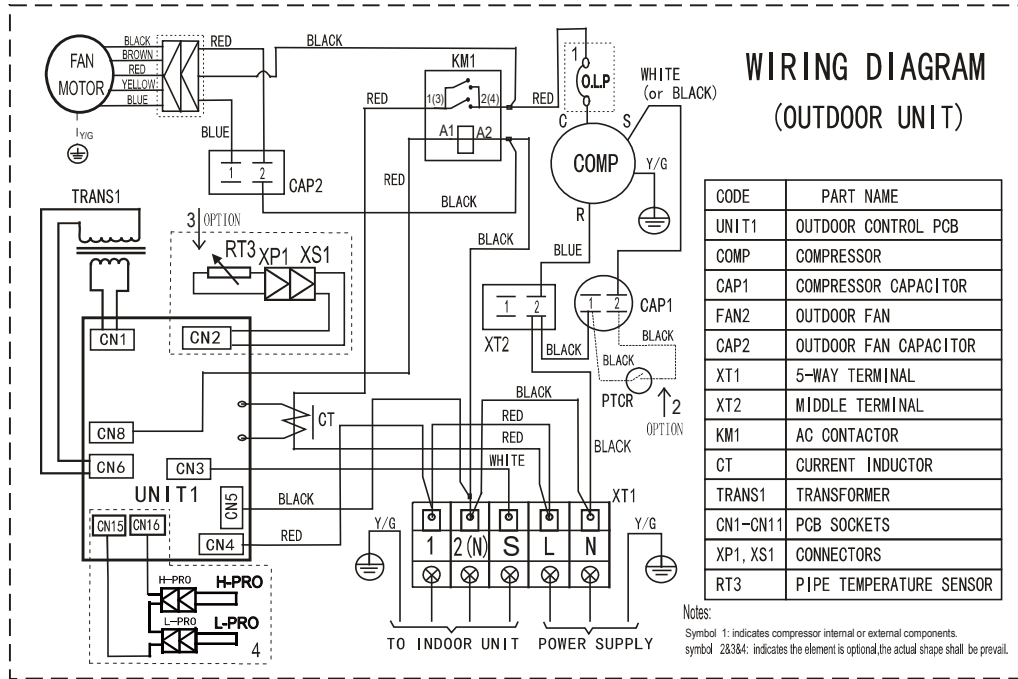 WIRING DIAGRAM
(OUTDOOR UNIT)
BLACK
BROWN
RED
YELLOW
BLUE
FAN
MOTOR
Y/G
RED
BLACK
BLUE
1 2
CAP2
KM1
1(3) 2(4)
A1 A2
RED
RED
RED
BLACK
BLACK
1
O.L.P
WHITE
(or BLACK)
C S
COMP
R
Y/G
BLUE
TRANS1
3 OPTION
RT3 XP1 XS1
CN1
CN2
1 2
XT2
1 2
CAP1
BLACK
BLACK
BLACK
PTCR
2
OPTION
CN8
CN6
CN3
UNIT1
CN5
CN4
CN15
CN16
CT
BLACK
RED
BLACK
RED
RED
WHITE
BLACK
BLACK
XT1
1 2(N) S L N
Y/G
Y/G
TO INDOOR UNIT
POWER SUPPLY
H-PRO
H-PRO
L-PRO
L-PRO
4
CODE PART NAME
UNIT1 OUTDOOR CONTROL PCB
COMP COMPRESSOR
CAP1 COMPRESSOR CAPACITOR
FAN2 OUTDOOR FAN
CAP2 OUTDOOR FAN CAPACITOR
XT1 5-WAY TERMINAL
XT2 MIDDLE TERMINAL
KM1 AC CONTACTOR
CT CURRENT INDUCTOR
TRANS1 TRANSFORMER
CN1-CN11 PCB SOCKETS
XP1, XS1 CONNECTORS
RT3 PIPE TEMPERATURE SENSOR
Notes:
Symbol 1: indicates compressor internal or external components.
symbol 2&3&4: indicates the element is optional,the actual shape shall be prevail.